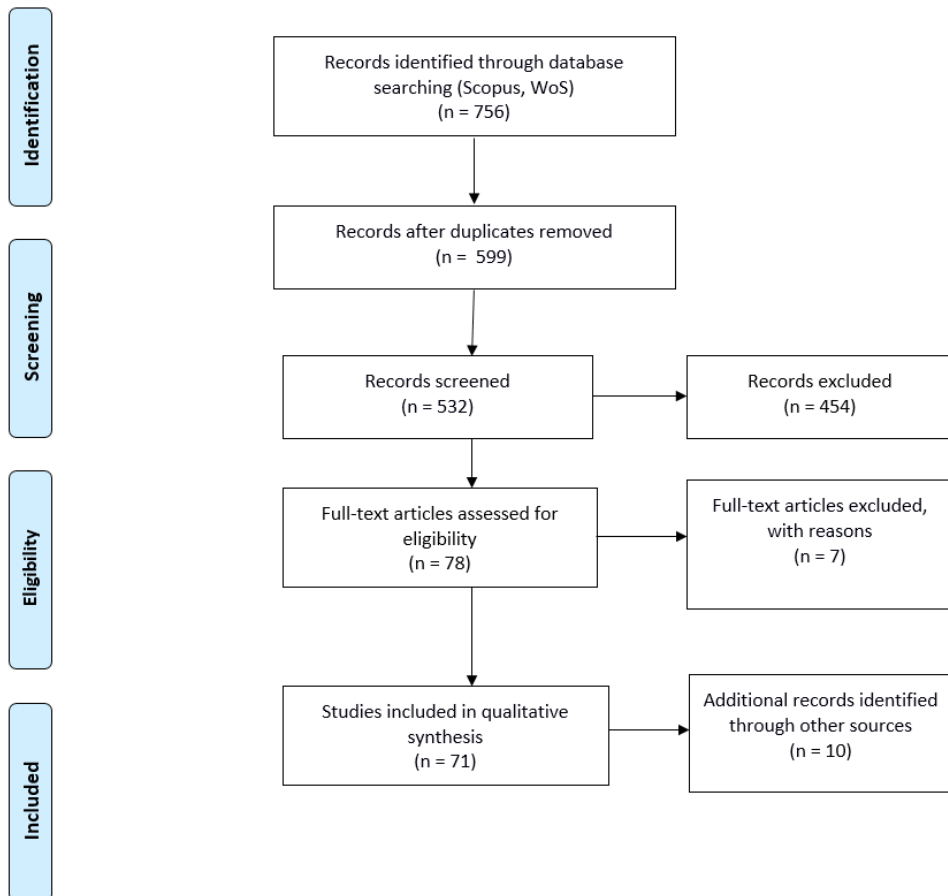 Identification
Records identified through database
searching (Scopus, WoS)
(n = 756)
Records after duplicates removed
(n =  599)
Screening
Records screened
(n = 532)
Records excluded
(n = 454)
Eligibility
Full-text articles assessed for
eligibility
(n = 78)
Full-text articles excluded,
with reasons
(n = 7)
Included
Studies included in qualitative
synthesis
(n = 71)
Additional records identified
through other sources
(n = 10)